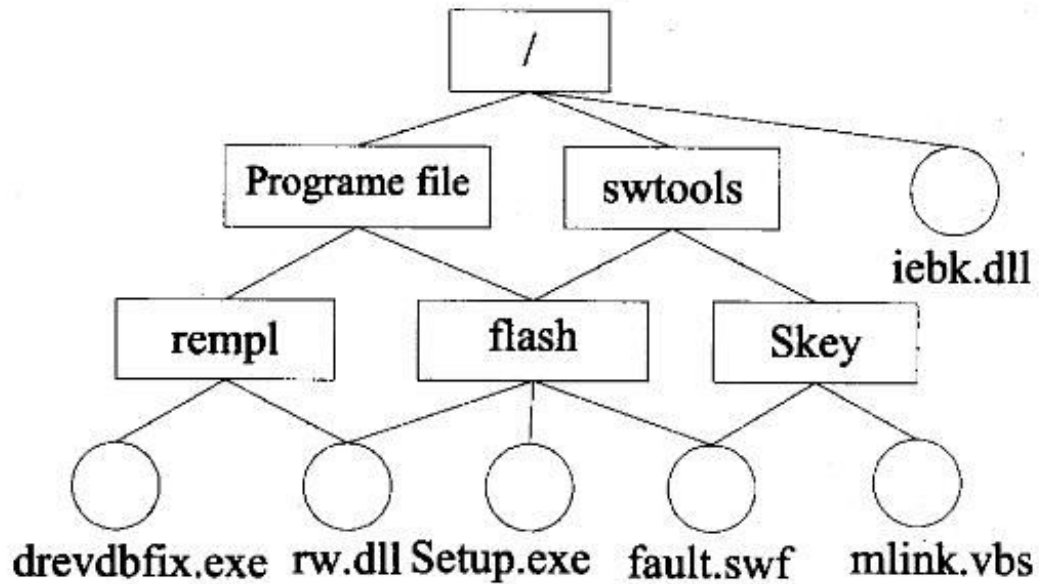 /
Programe file
swtools
iebk.dll
rempl
flash
Skey
drevdbfix.exe
rw.dll
Setup.exe
fault.swf
mlink.vbs